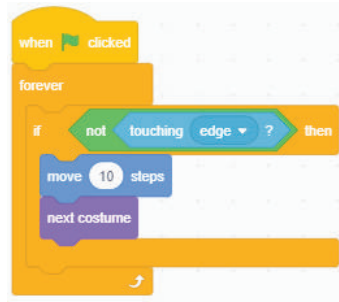 when clicked
forever
if not touching edge ? then
move 10 steps
next costume